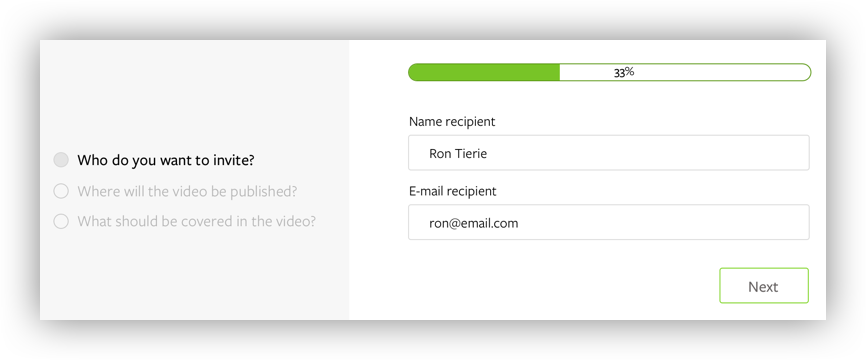 33%
Name recipient
Ron Tierie
Who do you want to invite?
Where will the video be published?
E-mail recipient
What should be covered in the video?
ron@email.com
Next